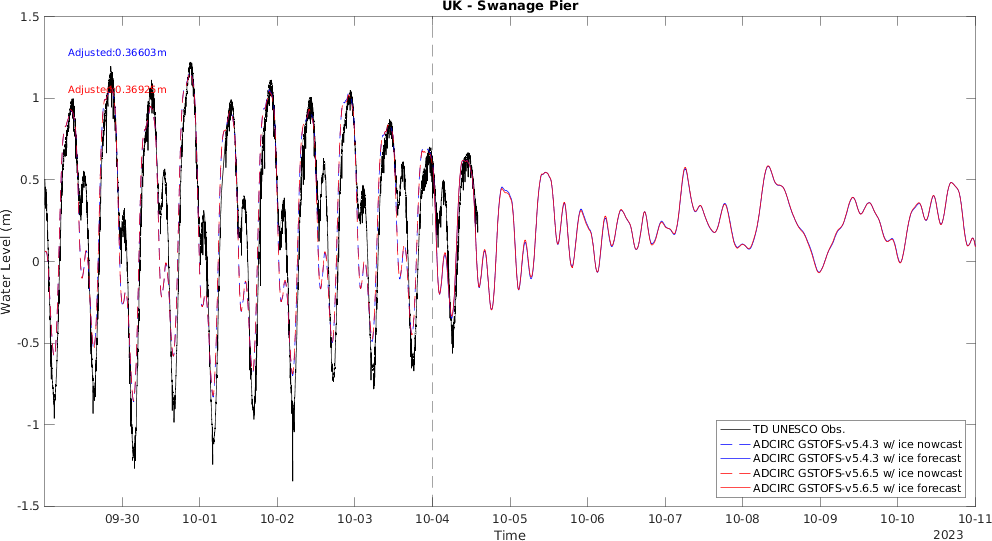 UK - Swanage Pier
Water Level (m)
1.5
1
0.5
0
-0.5
-1
-1.5
Adjusted:0.36603m
Adjusted:0.36925m
TD UNESCO Obs.
ADCIRC GSTOFS-v5.4.3 w/ ice nowcast
ADCIRC GSTOFS-v5.4.3 w/ ice forecast
ADCIRC GSTOFS-v5.6.5 w/ ice nowcast
ADCIRC GSTOFS-v5.6.5 w/ ice forecast
09-30 10-01 10-02 10-03 10-04 10-05 10-06 10-07 10-08 10-09 10-10 10-11
Time
2023